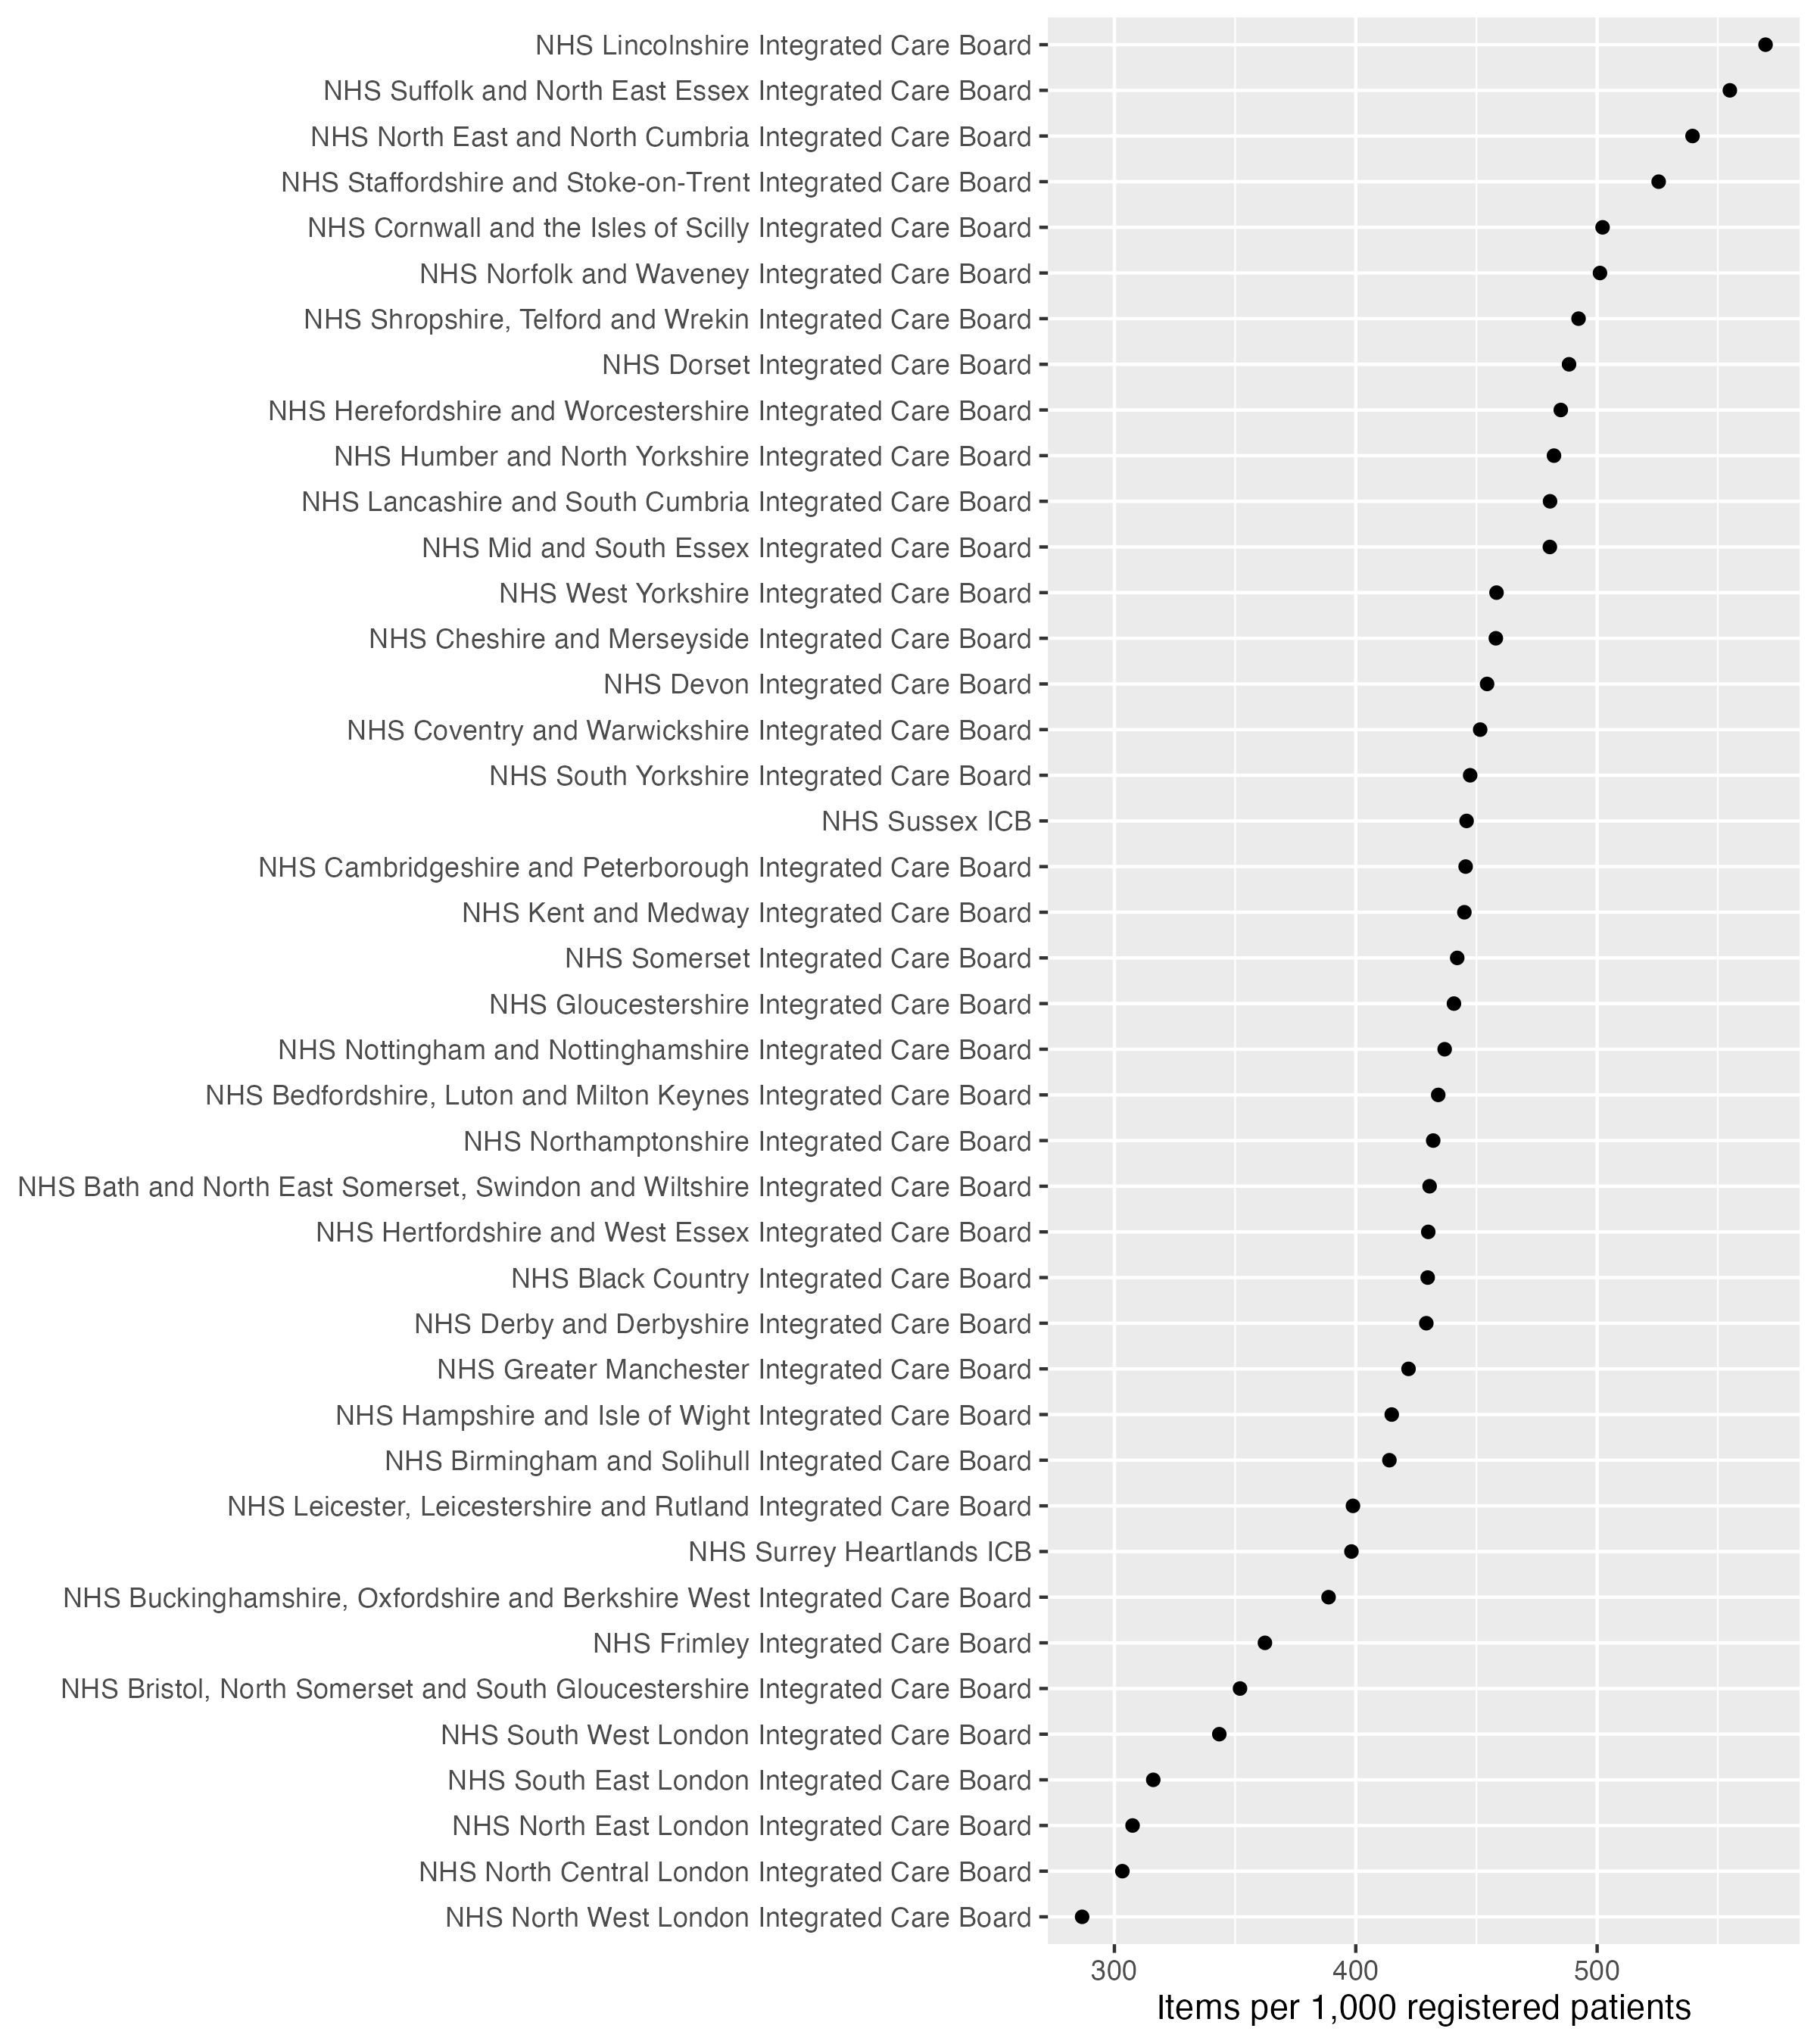 NHS Lincolnshire Integrated Care Board
NHS Suffolk and North East Essex Integrated Care Board
NHS North East and North Cumbria Integrated Care Board
NHS Staffordshire and Stoke-on-Trent Integrated Care Board
NHS Cornwall and the Isles of Scilly Integrated Care Board
NHS Norfolk and Waveney Integrated Care Board
NHS Shropshire, Telford and Wrekin Integrated Care Board
NHS Dorset Integrated Care Board
NHS Herefordshire and Worcestershire Integrated Care Board
NHS Humber and North Yorkshire Integrated Care Board
NHS Lancashire and South Cumbria Integrated Care Board
NHS Mid and South Essex Integrated Care Board
NHS West Yorkshire Integrated Care Board
NHS Cheshire and Merseyside Integrated Care Board
NHS Devon Integrated Care Board
NHS Coventry and Warwickshire Integrated Care Board
NHS South Yorkshire Integrated Care Board
NHS Sussex ICB
NHS Cambridgeshire and Peterborough Integrated Care Board
NHS Kent and Medway Integrated Care Board
NHS Somerset Integrated Care Board
NHS Gloucestershire Integrated Care Board
NHS Nottingham and Nottinghamshire Integrated Care Board
NHS Bedfordshire, Luton and Milton Keynes Integrated Care Board
NHS Northamptonshire Integrated Care Board
NHS Bath and North East Somerset, Swindon and Wiltshire Integrated Care Board
NHS Hertfordshire and West Essex Integrated Care Board
NHS Black Country Integrated Care Board
NHS Derby and Derbyshire Integrated Care Board
NHS Greater Manchester Integrated Care Board
NHS Hampshire and Isle of Wight Integrated Care Board
NHS Birmingham and Solihull Integrated Care Board
NHS Leicester, Leicestershire and Rutland Integrated Care Board
NHS Surrey Heartlands ICB
NHS Buckinghamshire, Oxfordshire and Berkshire West Integrated Care Board
NHS Frimley Integrated Care Board
NHS Bristol, North Somerset and South Gloucestershire Integrated Care Board
NHS South West London Integrated Care Board
NHS South East London Integrated Care Board
NHS North East London Integrated Care Board
NHS North Central London Integrated Care Board
NHS North West London Integrated Care Board
300 400 500
Items per 1,000 registered patients